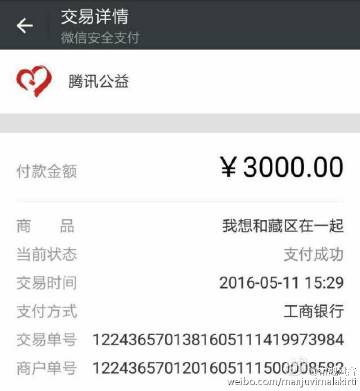 交易详情
微信安全支付
腾讯公益
付款金额 ￥3000.00
商 品 我想和藏区在一起
当前状态 支付成功
交易时间 2016-05-11 15:29
支付方式 工商银行
交易单号 1224365701381605111419973984
商户单号
weibo.com/manjuvimalakirti